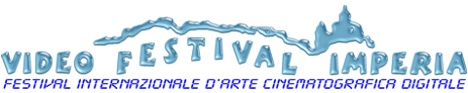 VIDEO FESTIVAL IMPERIA
FESTIVAL INTERNAZIONALE D'ARTE CINEMATOGRAFICA DIGITALE